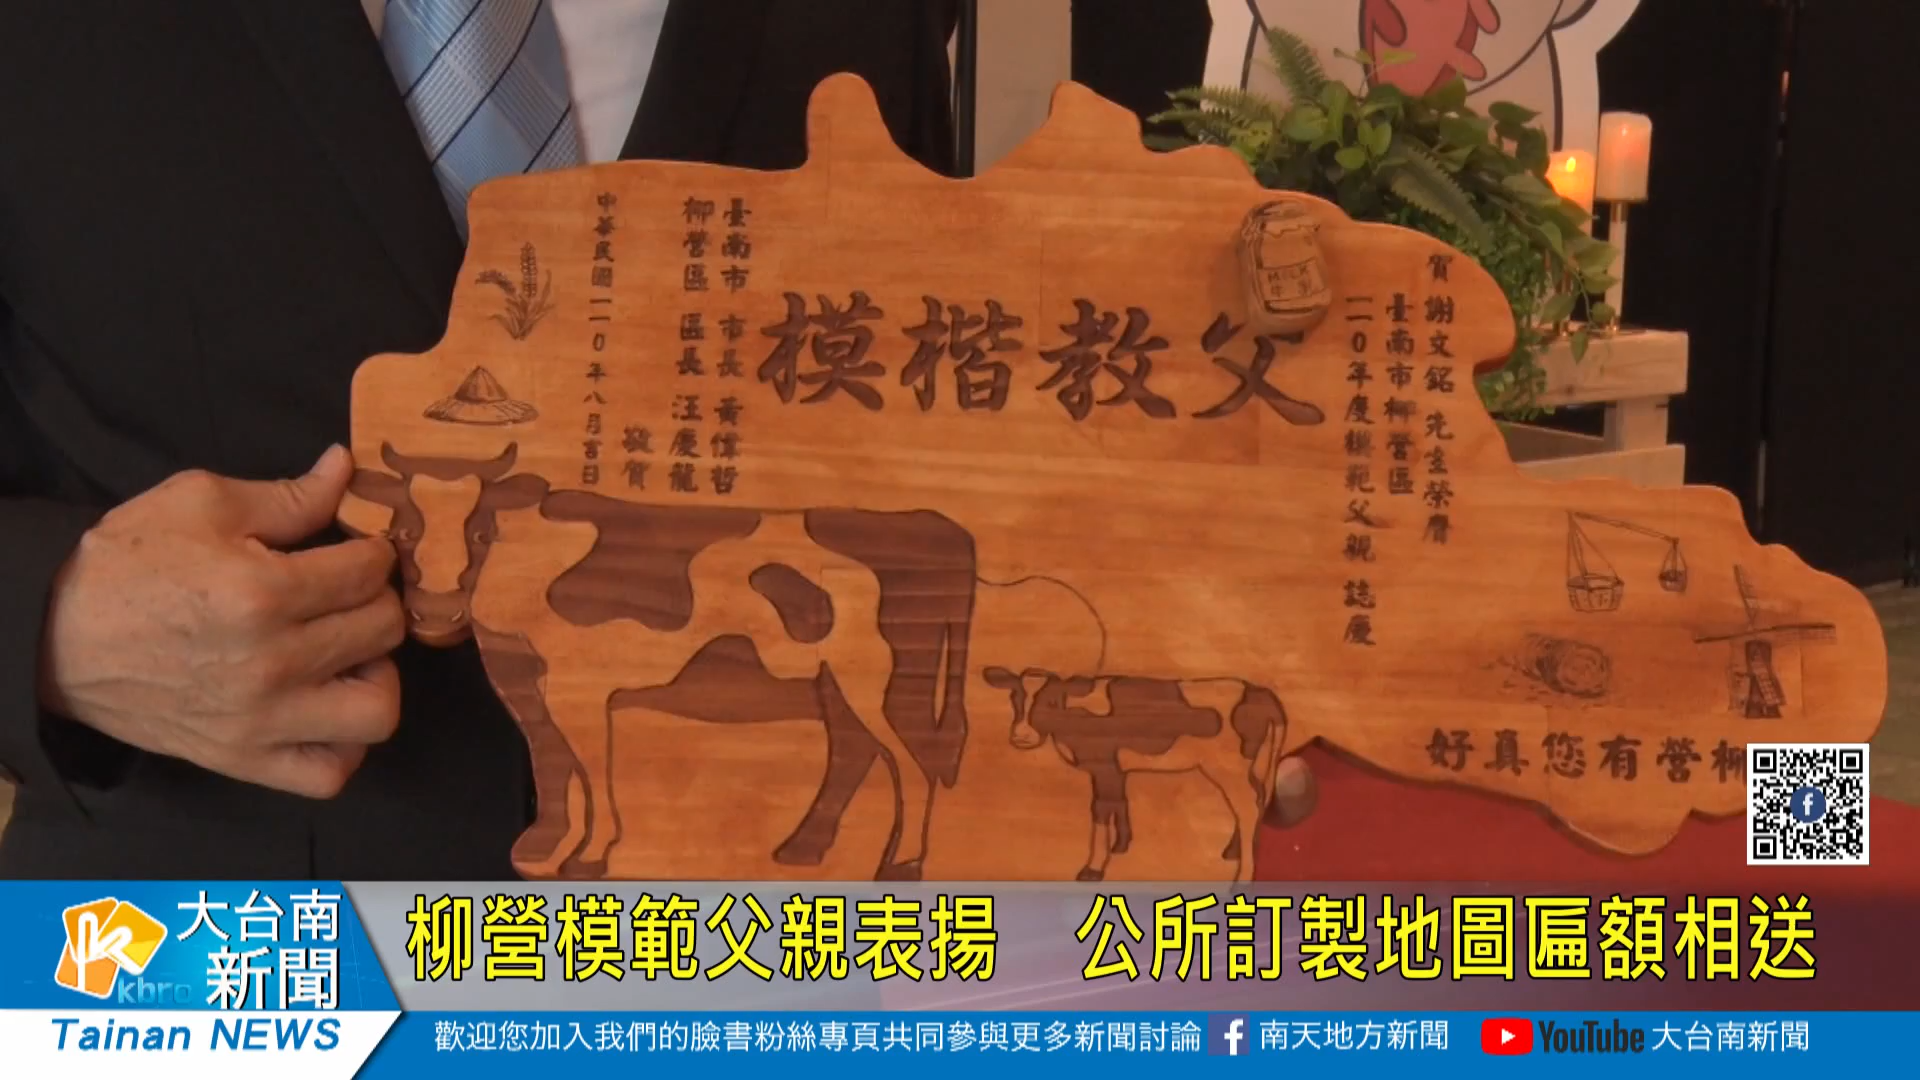 賀 謝文銘 先生榮膺
臺南市柳營區
一一0年度模範父親 誌慶
MILK
父教楷模
臺南市 市長 黃偉哲
柳營區 區長 汪慶龍
敬賀
中華民國一一0年八月吉日
柳營有您真好
大台南
新聞
kbro
Tainan NEWS
柳營模範父親表揚 公所訂製地圖匾額相送
歡迎您加入我們的臉書粉絲專頁共同參與更多新聞討論 南天地方新聞 YouTube 大台南新聞